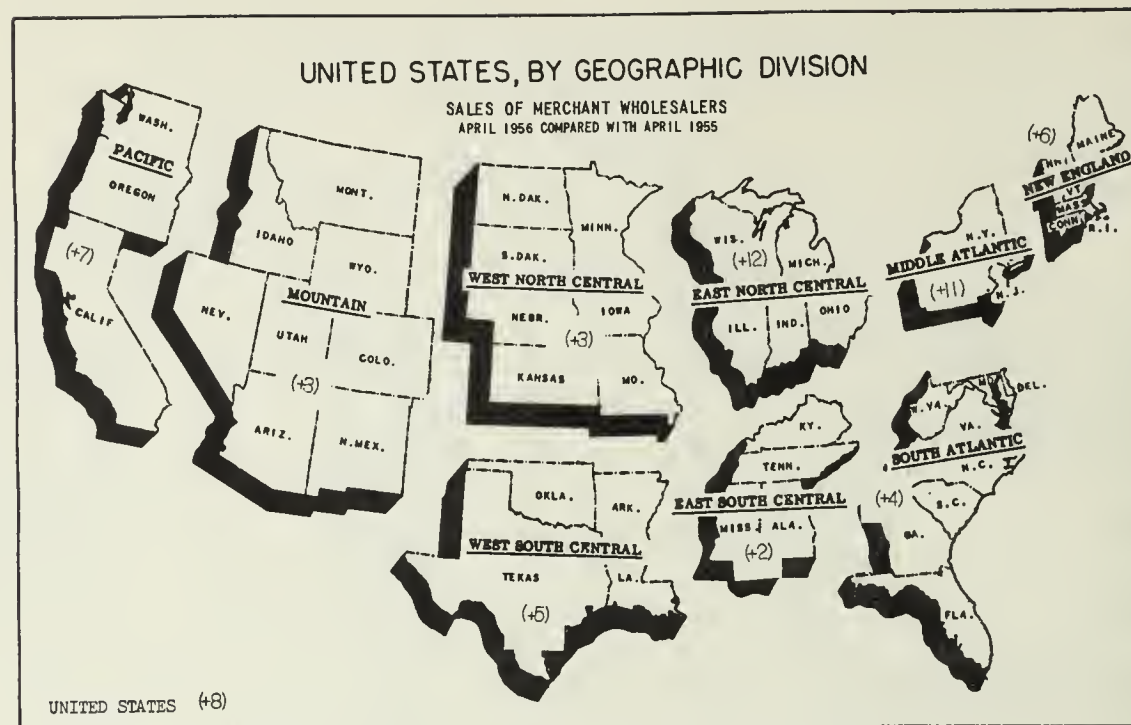 UNITED STATES, BY GEOGRAPHIC DIVISION
SALES OF MERCHANT WHOLESALERS
APRIL 1956 COMPARED WITH APRIL 1955
WASH.
PACIFIC
OREGON
(+7)
CALIF
MONT.
IDAHO
WYO.
MOUNTAIN
NEV.
UTAH
COLO.
(+3)
ARIZ.
N.MEX.
N.DAK.
MINN.
S.DAK.
WEST NORTH CENTRAL
NEBR.
IOWA
(+3)
KANSAS
MO.
WIS.
(+12)
MICH.
EAST NORTH CENTRAL
ILL.
IND.
OHIO
(+6)
N.H.
MAINE
NEW ENGLAND
VT
MASS
CONN.
R.I.
N.Y.
MIDDLE ATLANTIC
(+11)
N.J.
OKLA.
ARK.
WEST SOUTH CENTRAL
TEXAS
LA.
(+5)
KY.
TENN.
EAST SOUTH CENTRAL
MISS.
ALA.
(+2)
W.VA.
MD.
DEL.
VA.
SOUTH ATLANTIC
N.C.
(+4)
S.C.
GA.
FLA.
UNITED STATES (+8)